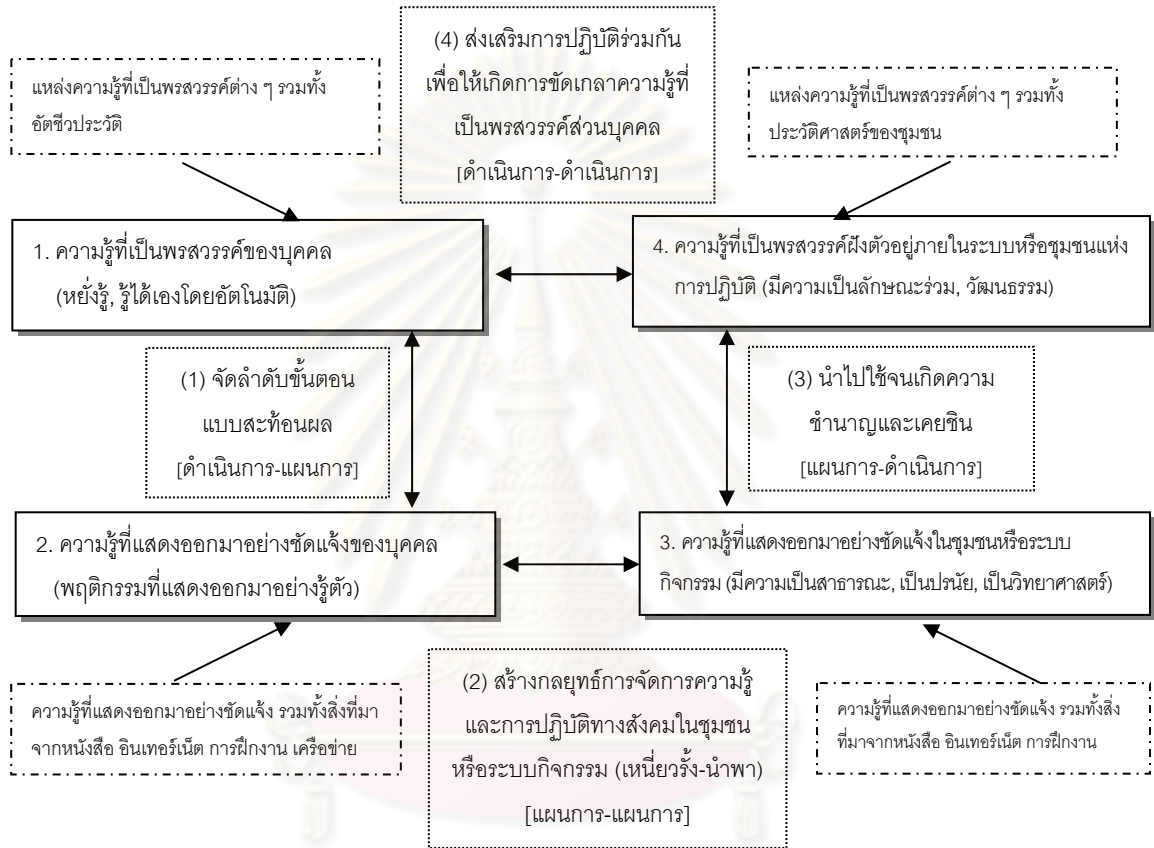 (4) ส่งเสริมการปฏิบัติร่วมกัน
เพื่อให้เกิดการขัดเกลาความรู้ที่
เป็นพรสวรรค์ส่วนบุคคล
[ดำเนินการ-ดำเนินการ]
แหล่งความรู้ที่เป็นพรสวรรค์ต่าง ๆ รวมทั้ง
อัตชีวประวัติ
แหล่งความรู้ที่เป็นพรสวรรค์ต่าง ๆ รวมทั้ง
ประวัติศาสตร์ของชุมชน
1. ความรู้ที่เป็นพรสวรรค์ของบุคคล
(หยั่งรู้, รู้ได้เองโดยอัตโนมัติ)
4. ความรู้ที่เป็นพรสวรรค์ฝังตัวอยู่ภายในระบบหรือชุมชนแห่ง
การปฏิบัติ (มีความเป็นลักษณะร่วม, วัฒนธรรม)
(1) จัดลำดับขั้นตอน
แบบสะท้อนผล
[ดำเนินการ-แผนการ]
(3) นำไปใช้จนเกิดความ
ชำนาญและเคยชิน
[แผนการ-ดำเนินการ]
2. ความรู้ที่แสดงออกมาอย่างชัดแจ้งของบุคคล
(พฤติกรรมที่แสดงออกมาอย่างรู้ตัว)
3. ความรู้ที่แสดงออกมาอย่างชัดแจ้งในชุมชนหรือระบบ
กิจกรรม (มีความเป็นสาธารณะ, เป็นปรนัย, เป็นวิทยาศาสตร์)
(2) สร้างกลยุทธ์การจัดการความรู้
และการปฏิบัติทางสังคมในชุมชน
หรือระบบกิจกรรม (เหนี่ยวรั้ง-นำพา)
[แผนการ-แผนการ]
ความรู้ที่แสดงออกมาอย่างชัดแจ้ง รวมทั้งสิ่งที่มา
จากหนังสือ อินเทอร์เน็ต การฝึกงาน เครือข่าย
ความรู้ที่แสดงออกมาอย่างชัดแจ้ง รวมทั้งสิ่ง
ที่มาจากหนังสือ อินเทอร์เน็ต การฝึกงาน